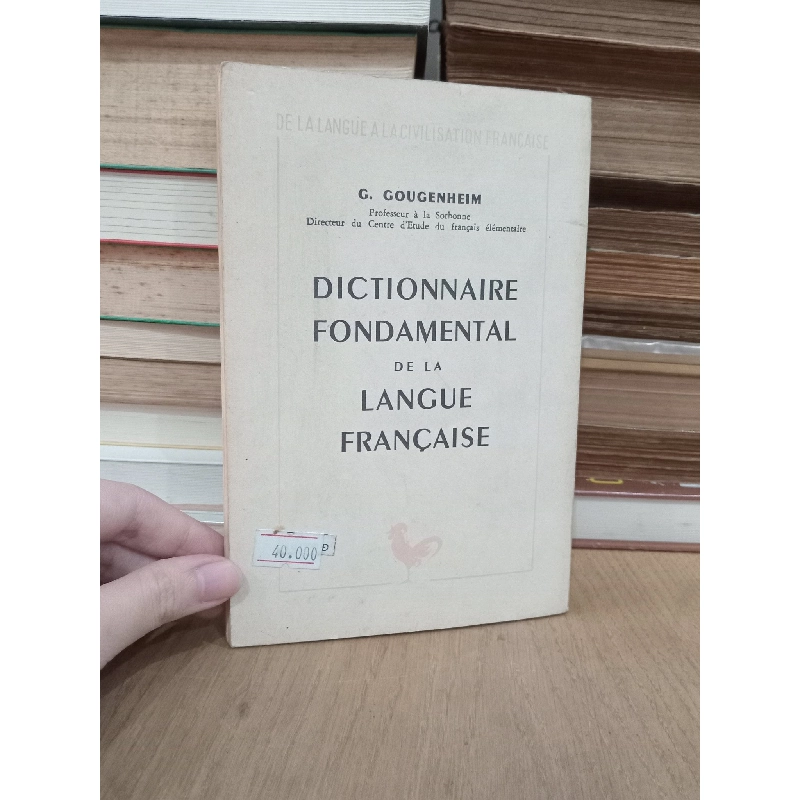 DE LA LANGUE A LA CIVILISATION FRANÇAISE
G. GOUGENHEIM
Professeur à la Sorbonne
Directeur du Centre d'Etude du français élémentaire
DICTIONNAIRE
FONDAMENTAL
DE LA
LANGUE
FRANÇAISE
40.000 Đ